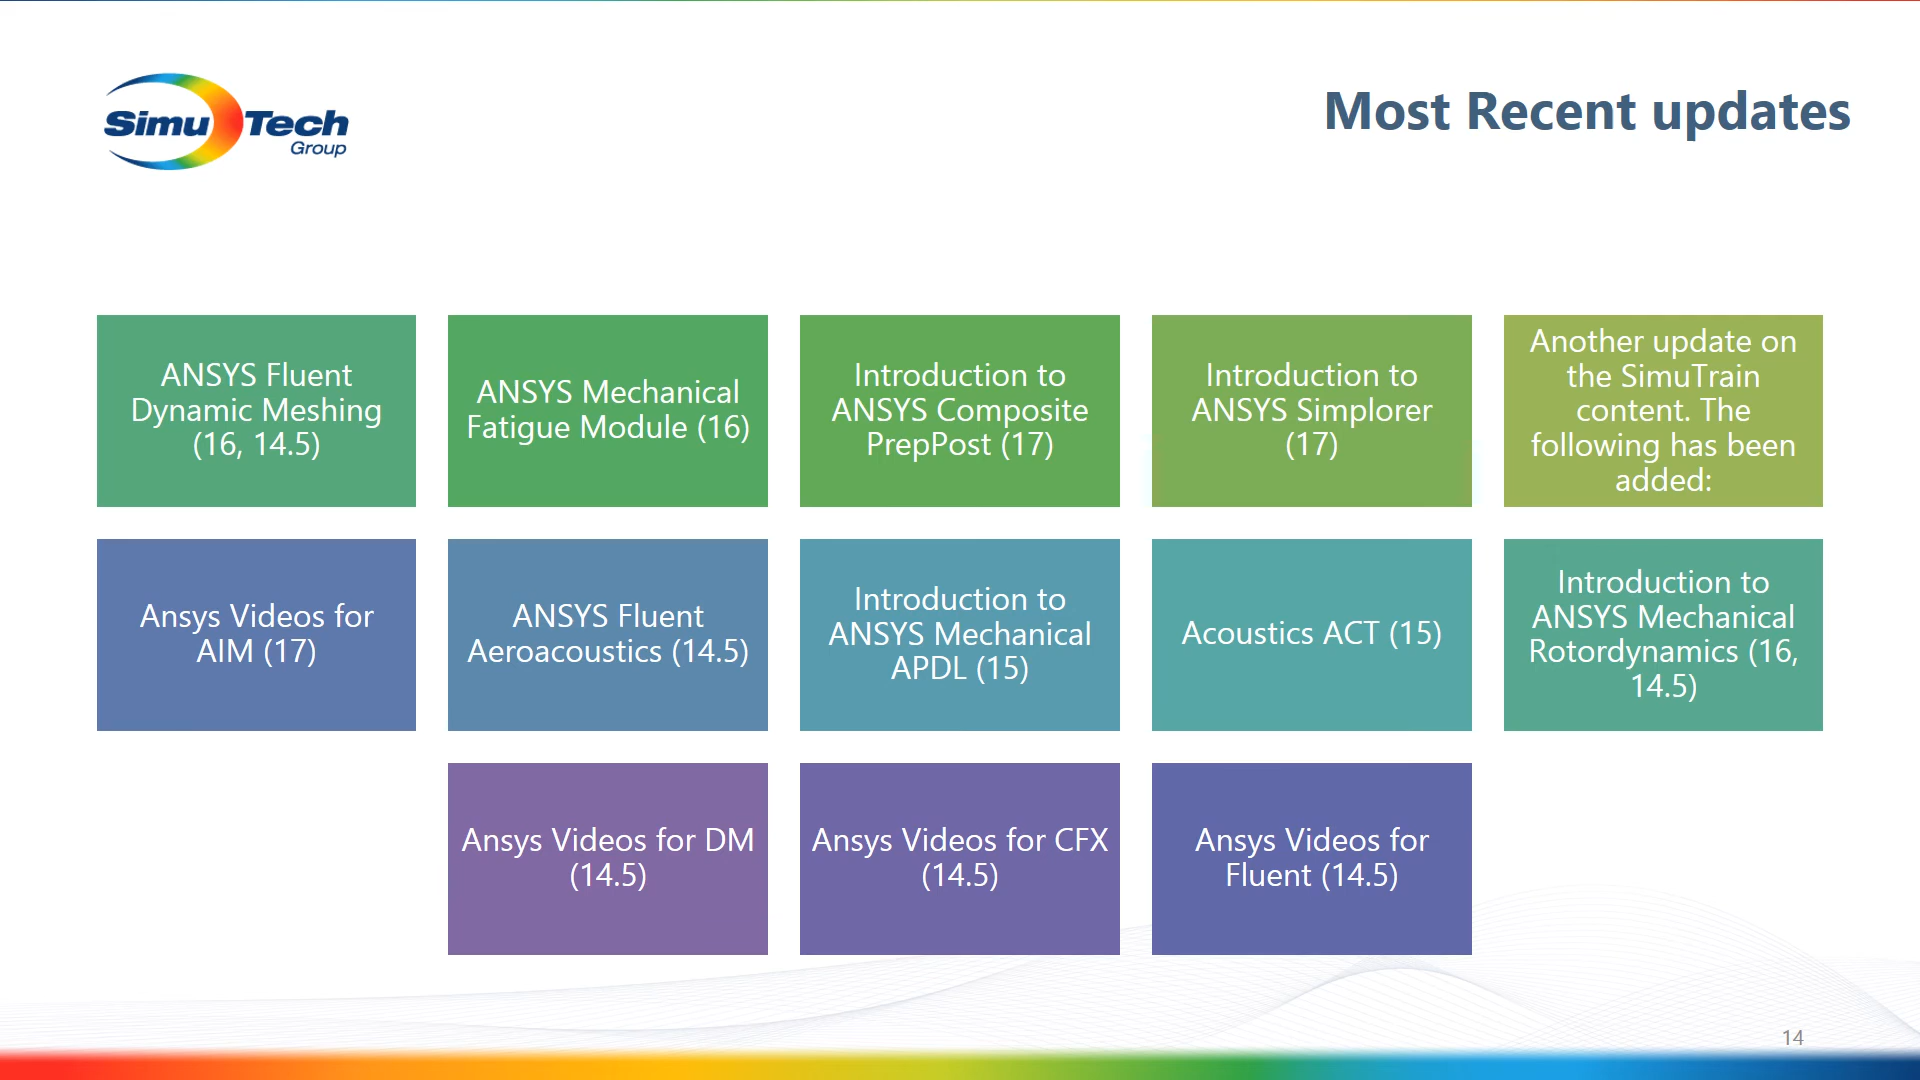 Simu Tech
Group
Most Recent updates
ANSYS Fluent
Dynamic Meshing
(16, 14.5)
ANSYS Mechanical
Fatigue Module (16)
Introduction to
ANSYS Composite
PrepPost (17)
Introduction to
ANSYS Simplorer
(17)
Another update on
the SimuTrain
content. The
following has been
added:
Ansys Videos for
AIM (17)
ANSYS Fluent
Aeroacoustics (14.5)
Introduction to
ANSYS Mechanical
APDL (15)
Acoustics ACT (15)
Introduction to
ANSYS Mechanical
Rotordynamics (16,
14.5)
Ansys Videos for DM
(14.5)
Ansys Videos for CFX
(14.5)
Ansys Videos for
Fluent (14.5)
14